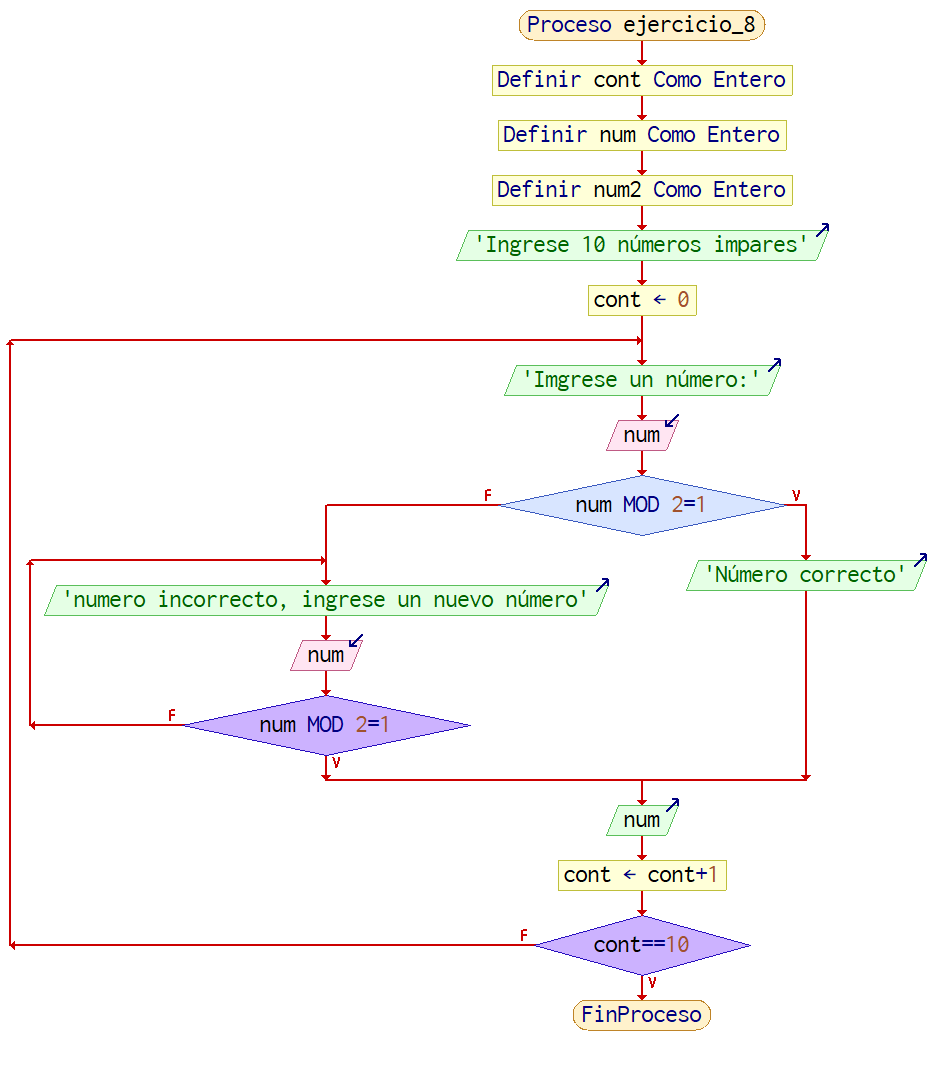 Proceso ejercicio_8
Definir cont Como Entero
Definir num Como Entero
Definir num2 Como Entero
'Ingrese 10 números impares'
cont ← 0
'Imgrese un número:'
num
F
num MOD 2=1
V
'Número correcto'
'numero incorrecto, ingrese un nuevo número'
num
F
num MOD 2=1
V
num
cont ← cont+1
F
cont==10
V
FinProceso